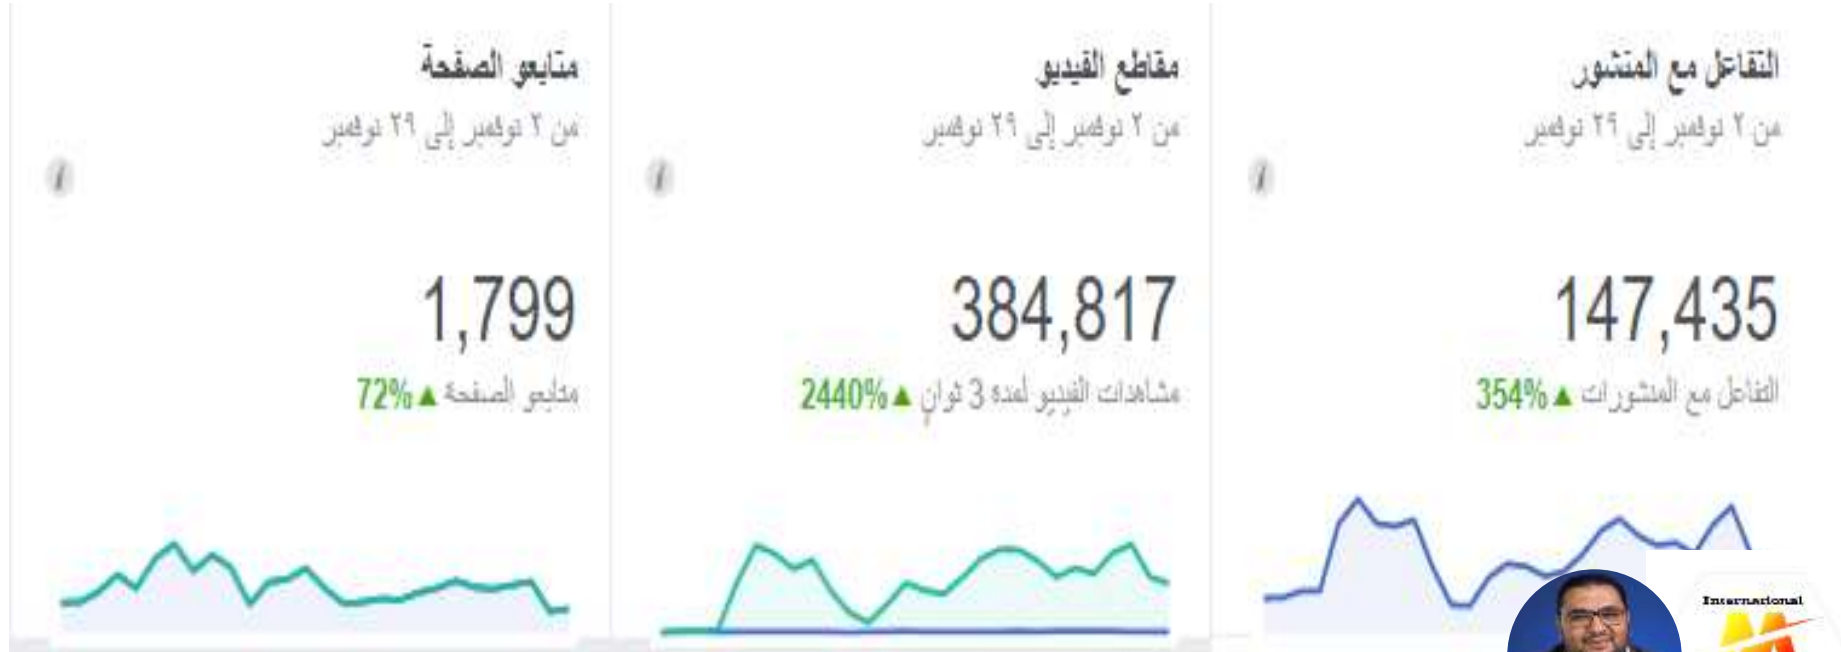 التفاعل مع المنشور
من ٢ نوفمبر إلى ٢٩ نوفمبر
i
147,435
التفاعل مع المنشورات ▲354%
مقاطع الفيديو
من ٢ نوفمبر إلى ٢٩ نوفمبر
i
384,817
مشاهدات الفيديو لمدة 3 ثوانٍ ▲2440%
متابعو الصفحة
من ٢ نوفمبر إلى ٢٩ نوفمبر
i
1,799
متابعو الصفحة ▲72%
International